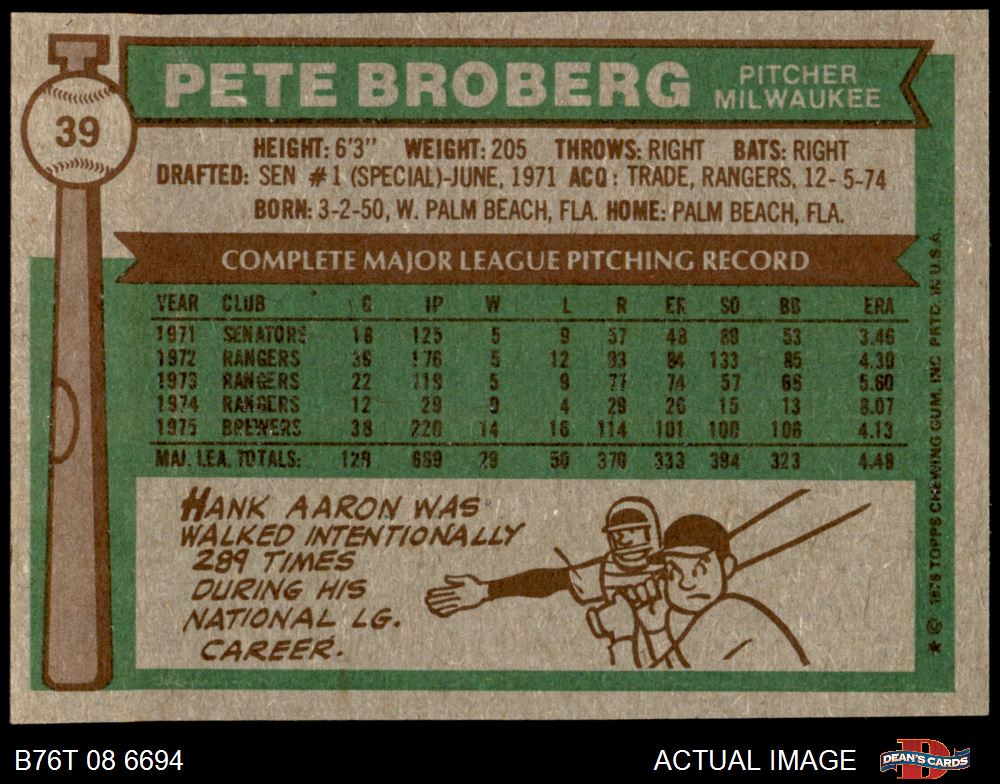 39
PETE BROBERG
PITCHER
MILWAUKEE
HEIGHT: 6'3" WEIGHT: 205 THROWS: RIGHT BATS: RIGHT
DRAFTED: SEN #1 (SPECIAL)-JUNE, 1971 ACQ: TRADE, RANGERS, 12-5-74
BORN: 3-2-50, W. PALM BEACH, FLA. HOME: PALM BEACH, FLA.
COMPLETE MAJOR LEAGUE PITCHING RECORD
YEAR CLUB G IP W L R ER SO BB ERA
1971 SENATORS 18 125 5 9 57 48 89 53 3.46
1972 RANGERS 39 176 5 12 93 84 133 85 4.30
1973 RANGERS 22 119 5 9 77 74 57 66 5.60
1974 RANGERS 12 29 0 4 29 26 15 13 8.07
1975 BREWERS 38 220 14 16 114 101 100 106 4.13
MAJ. LEA. TOTALS: 129 669 29 50 370 333 394 323 4.48
HANK AARON WAS
WALKED INTENTIONALLY
289 TIMES
DURING HIS
NATIONAL LG.
CAREER.
* © 1976 TOPPS CHEWING GUM, INC. PRTD. IN U.S.A.
B76T 08 6694
ACTUAL IMAGE
DEAN'S CARDS